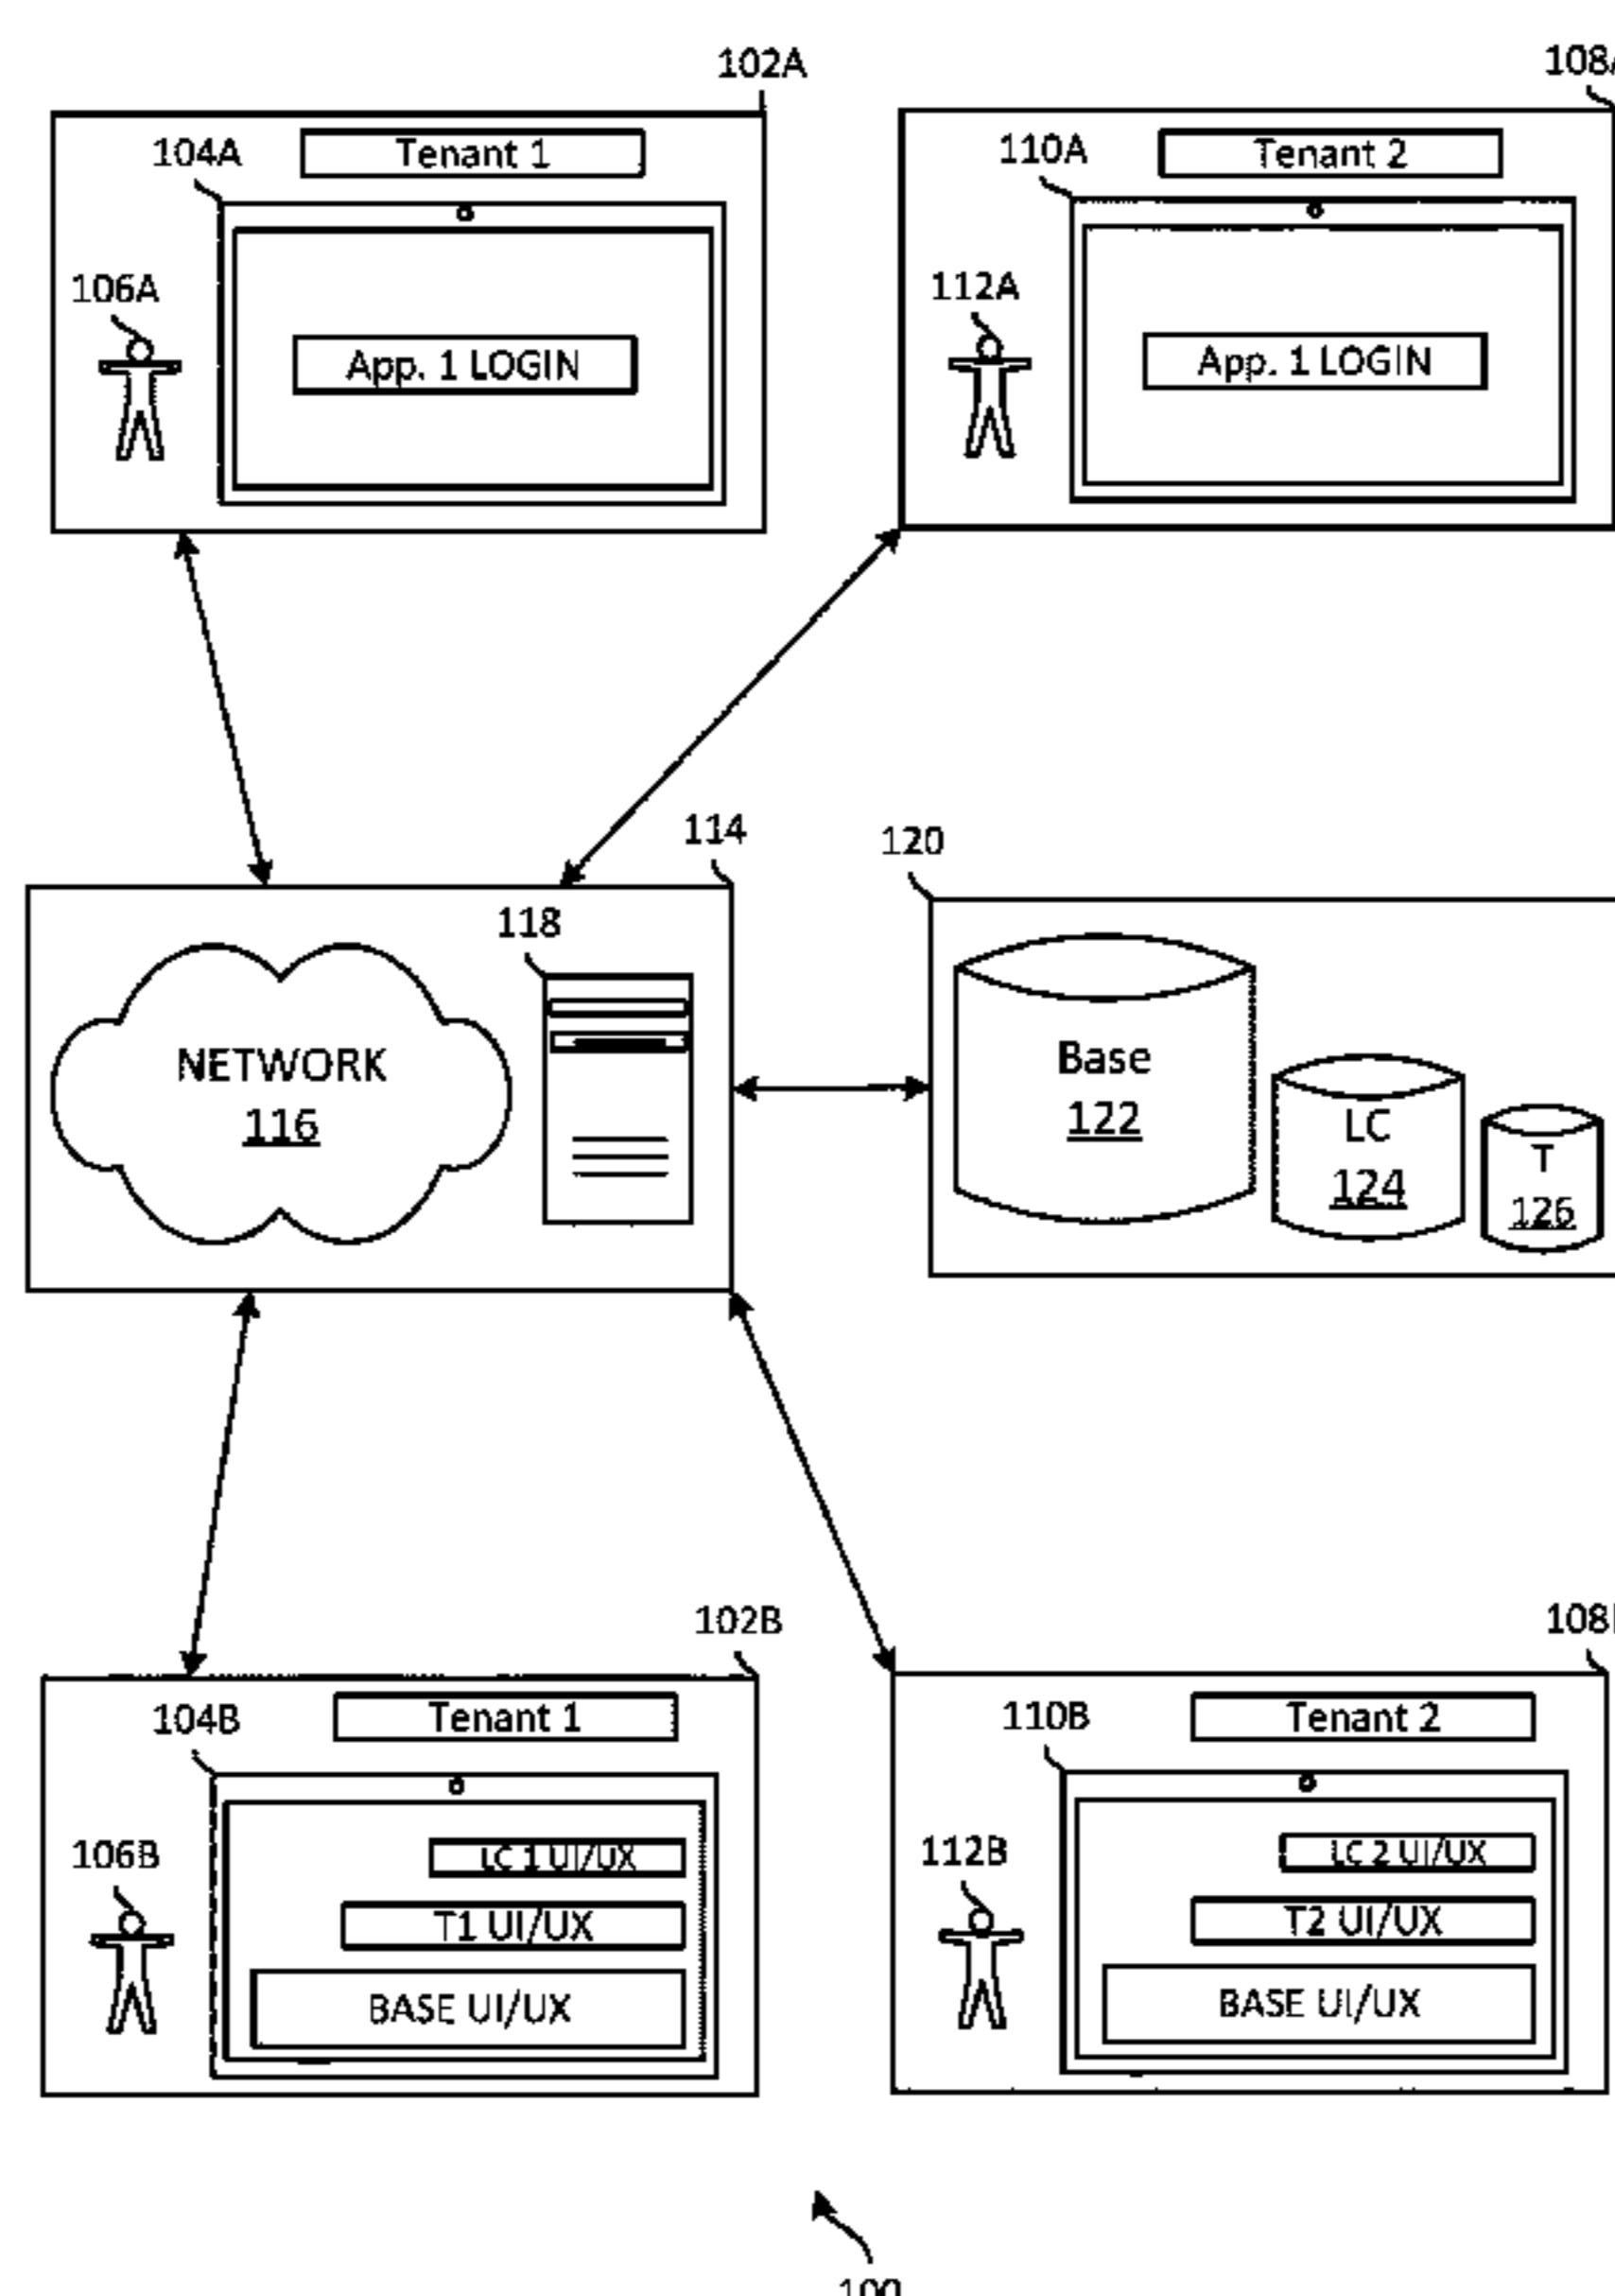 102A
108A
104A
Tenant 1
110A
Tenant 2
106A
112A
App. 1 LOGIN
App. 1 LOGIN
114
120
118
NETWORK
116
Base
122
LC
124
T
126
102B
108B
104B
Tenant 1
110B
Tenant 2
106B
112B
LC 1 UI/UX
LC 2 UI/UX
T1 UI/UX
T2 UI/UX
BASE UI/UX
BASE UI/UX
100